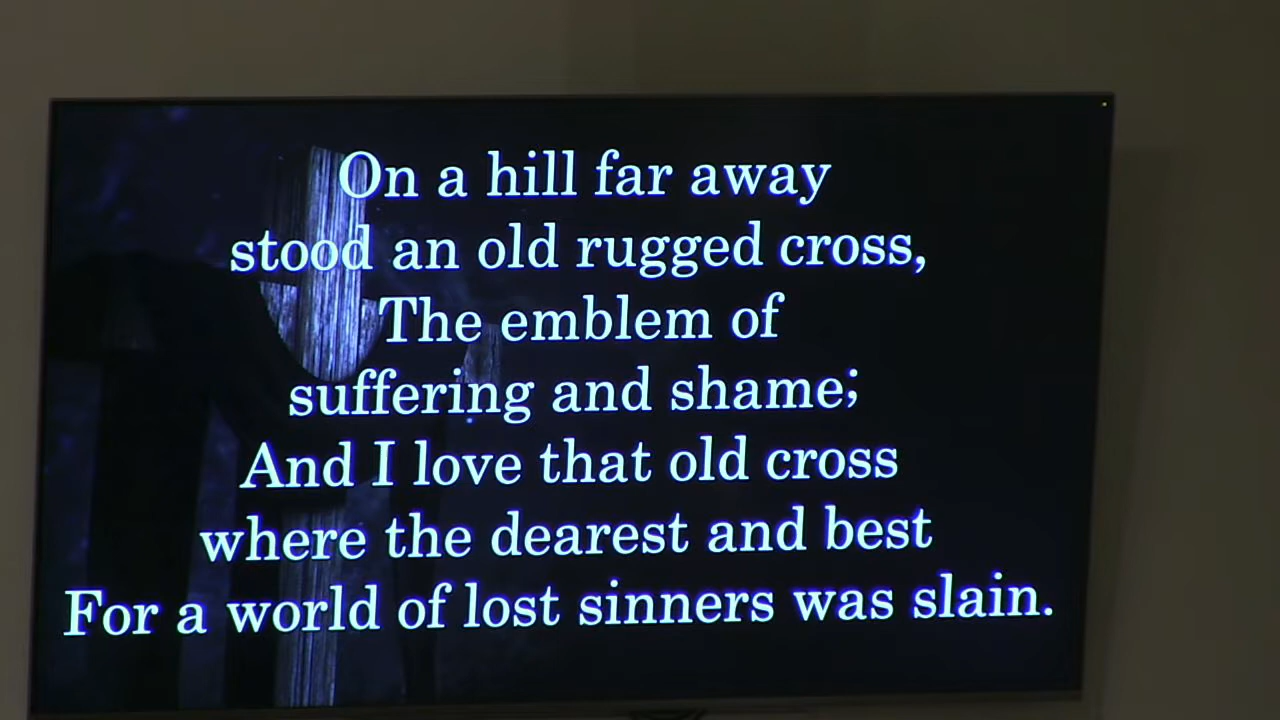 On a hill far away
stood an old rugged cross,
The emblem of
suffering and shame;
And I love that old cross
where the dearest and best
For a world of lost sinners was slain.